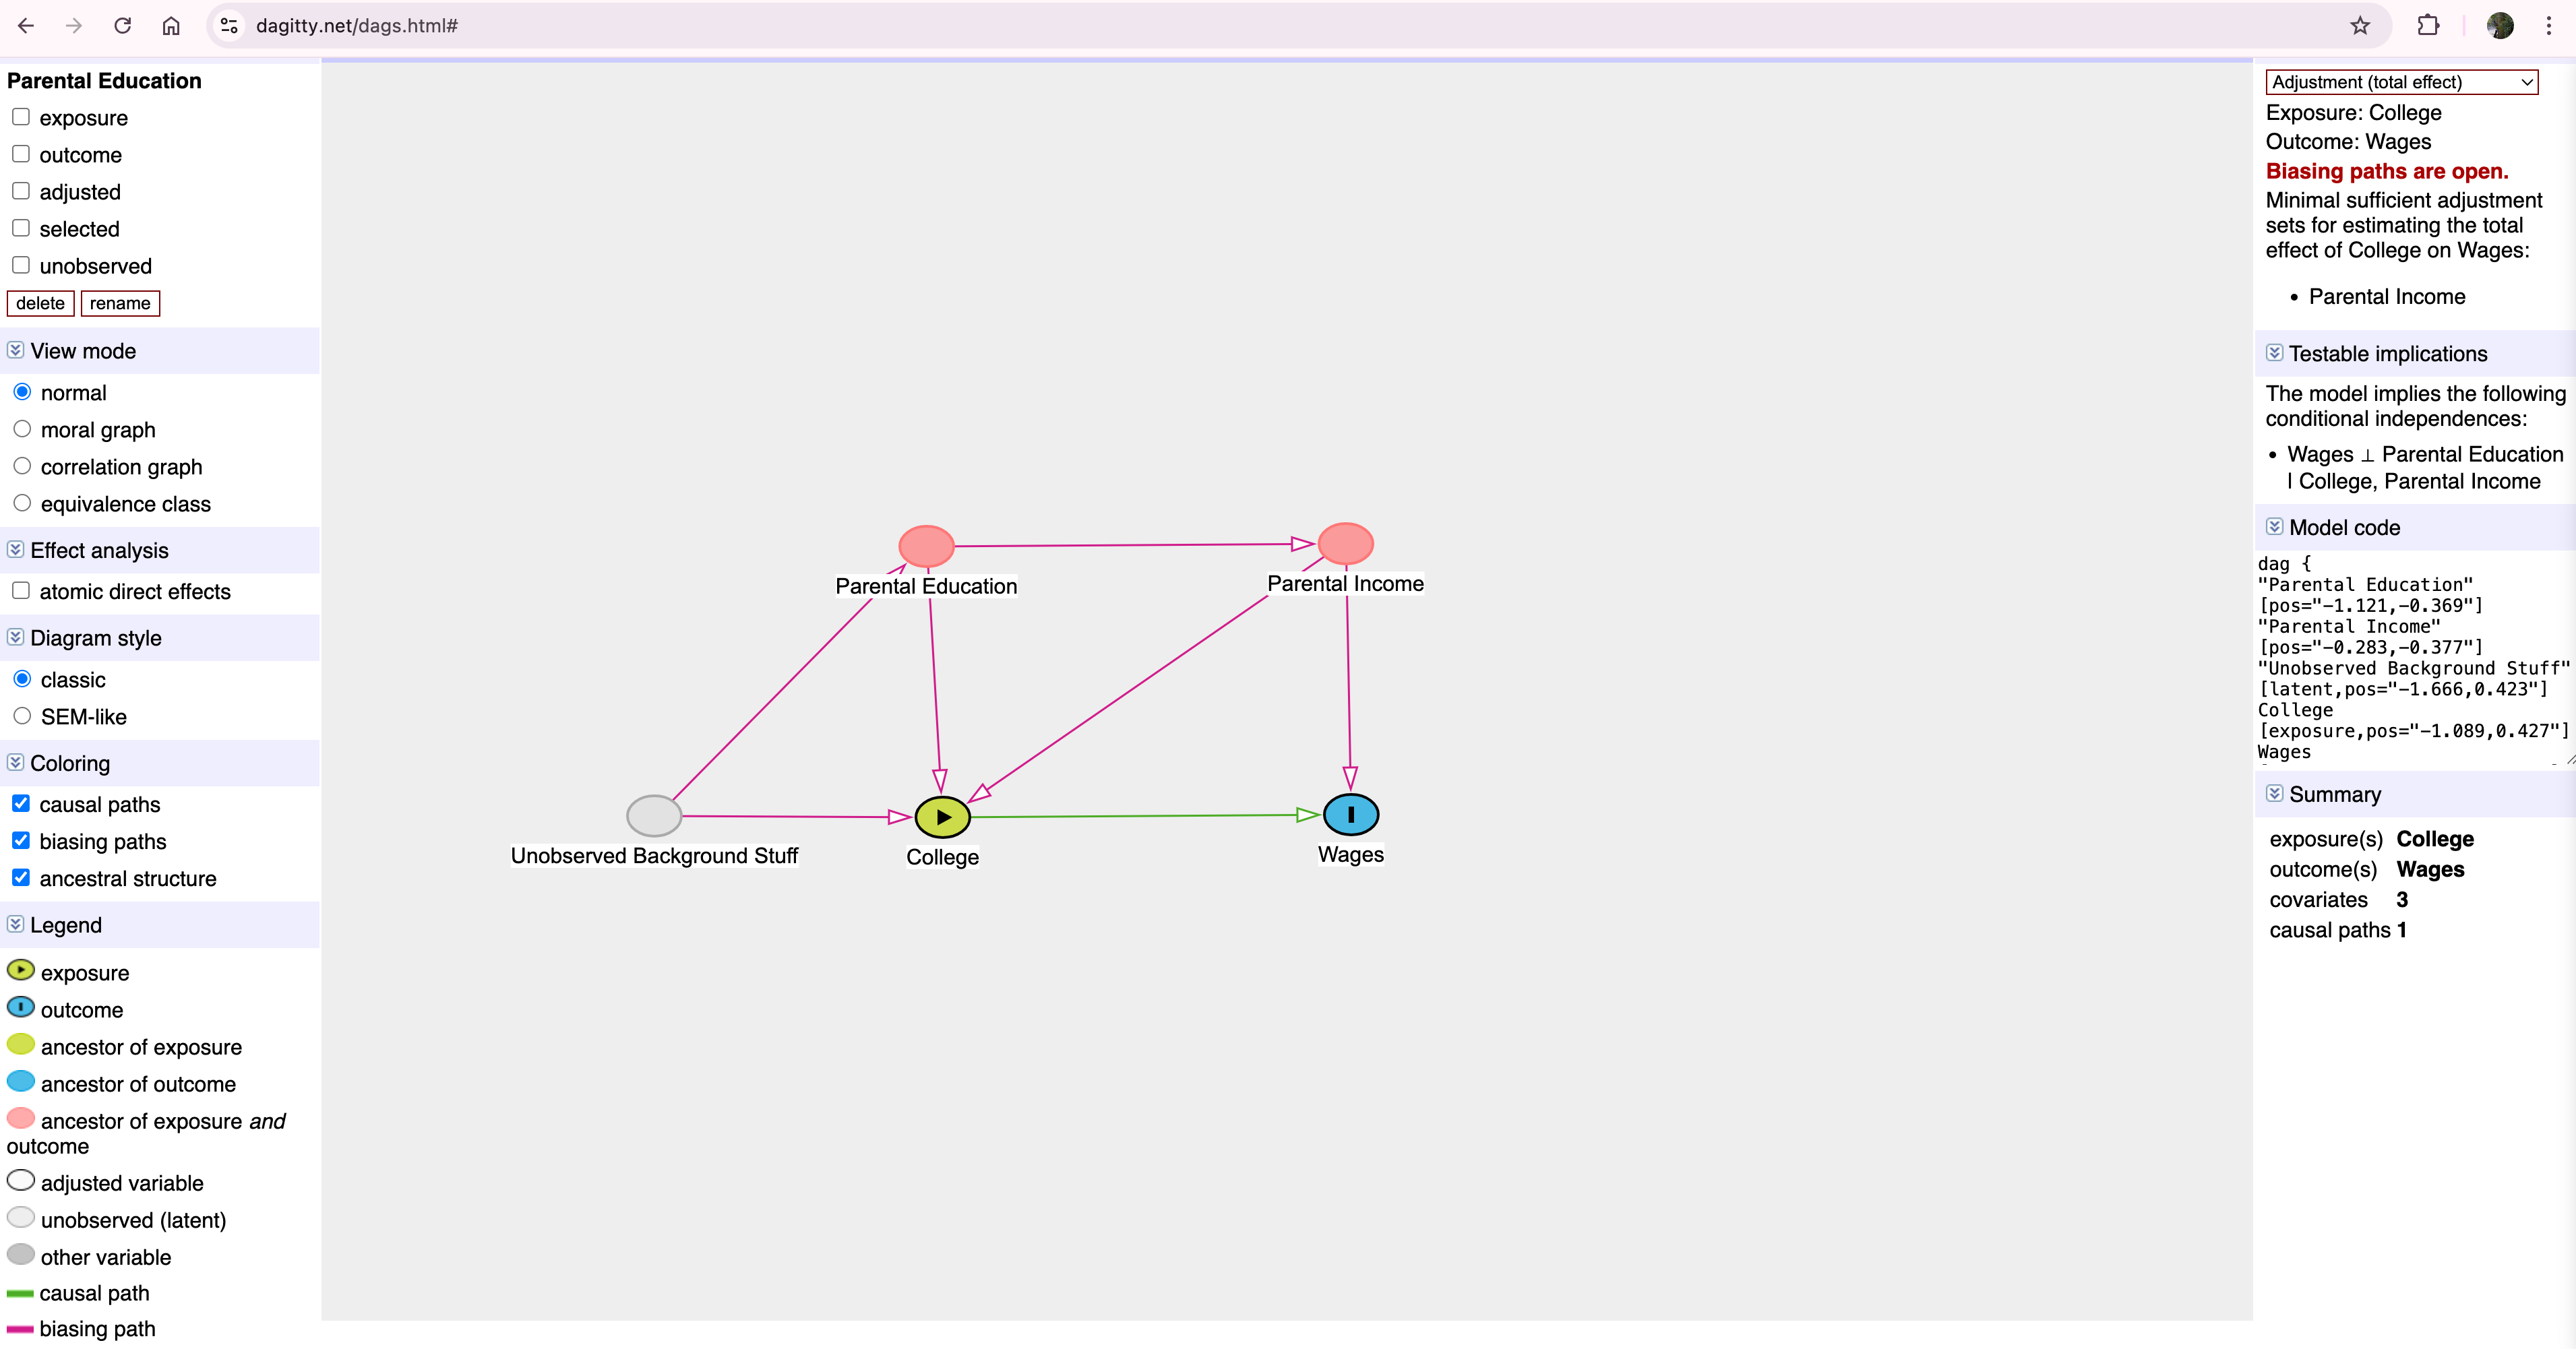 dagitty.net/dags.html#
Parental Education
exposure
outcome
adjusted
selected
unobserved
delete rename
View mode
normal
moral graph
correlation graph
equivalence class
Effect analysis
atomic direct effects
Diagram style
classic
SEM-like
Coloring
causal paths
biasing paths
ancestral structure
Legend
exposure
outcome
ancestor of exposure
ancestor of outcome
ancestor of exposure and
outcome
adjusted variable
unobserved (latent)
other variable
causal path
biasing path
Parental Education
Parental Income
Unobserved Background Stuff
College
Wages
Adjustment (total effect)
Exposure: College
Outcome: Wages
Biasing paths are open.
Minimal sufficient adjustment
sets for estimating the total
effect of College on Wages:
• Parental Income
Testable implications
The model implies the following
conditional independences:
• Wages ⊥ Parental Education
| College, Parental Income
Model code
dag {
"Parental Education"
[pos="-1.121,-0.369"]
"Parental Income"
[pos="-0.283,-0.377"]
"Unobserved Background Stuff"
[latent,pos="-1.666,0.423"]
College
[exposure,pos="-1.089,0.427"]
Wages
Summary
exposure(s) College
outcome(s) Wages
covariates 3
causal paths 1